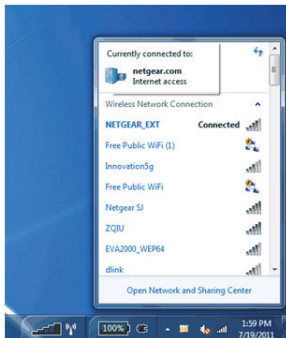 Currently connected to:
netgear.com
Internet access
Wireless Network Connection
NETGEAR_EXT Connected
Free Public WiFi (1)
Innovation5g
Free Public WiFi
Netgear SJ
ZQIU
EVA2000_WEP64
dlink
Open Network and Sharing Center
100%
1:59 PM
7/19/2011